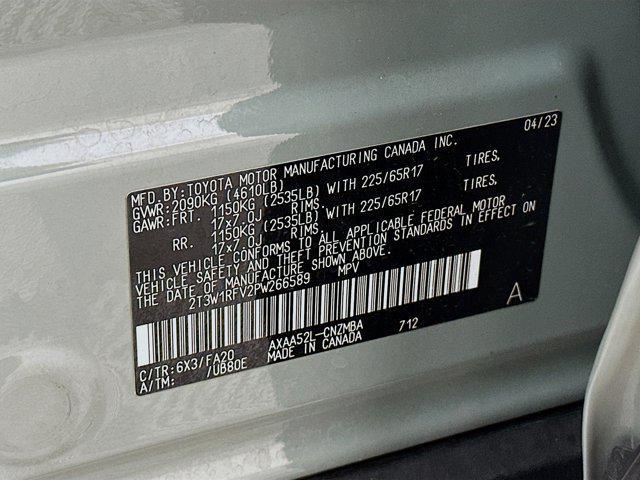 04/23
MFD.BY:TOYOTA MOTOR MANUFACTURING CANADA INC.
GVWR:2090KG (4610LB)
GAWR:FRT. 1150KG (2535LB) WITH 225/65R17 TIRES,
17x7.0J RIMS,
RR. 1150KG (2535LB) WITH 225/65R17 TIRES,
17x7.0J RIMS.
THIS VEHICLE CONFORMS TO ALL APPLICABLE FEDERAL MOTOR
VEHICLE SAFETY AND THEFT PREVENTION STANDARDS IN EFFECT ON
THE DATE OF MANUFACTURE SHOWN ABOVE.
2T3W1RFV2PW266589 MPV
A
C/TR:6X3/FA20 AXAA52L-CNZMBA 712
A/TM: /UB80E MADE IN CANADA